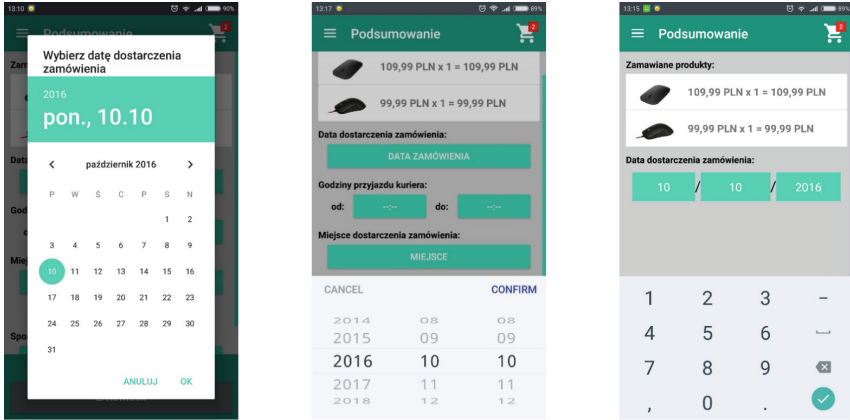 13:10
90%
Podsumowanie
2
Zam
Wybierz datę dostarczenia
zamówienia
2016
pon., 10.10
Data
październik 2016
P W Ś C P S N
1 2
God
3 4 5 6 7 8 9
Miej
10 11 12 13 14 15 16
17 18 19 20 21 22 23
24 25 26 27 28 29 30
Spo
31
ANULUJ OK
13:17
89%
Podsumowanie
2
109,99 PLN x 1 = 109,99 PLN
99,99 PLN x 1 = 99,99 PLN
Data dostarczenia zamówienia:
DATA ZAMÓWIENIA
Godziny przyjazdu kuriera:
od: --:-- do: --:--
Miejsce dostarczenia zamówienia:
MIEJSCE
CANCEL CONFIRM
2014 08 08
2015 09 09
2016 10 10
2017 11 11
2018 12 12
13:15
89%
Podsumowanie
2
Zamawiane produkty:
109,99 PLN x 1 = 109,99 PLN
99,99 PLN x 1 = 99,99 PLN
Data dostarczenia zamówienia:
10 / 10 / 2016
1 2 3 –
4 5 6
7 8 9
, 0 .